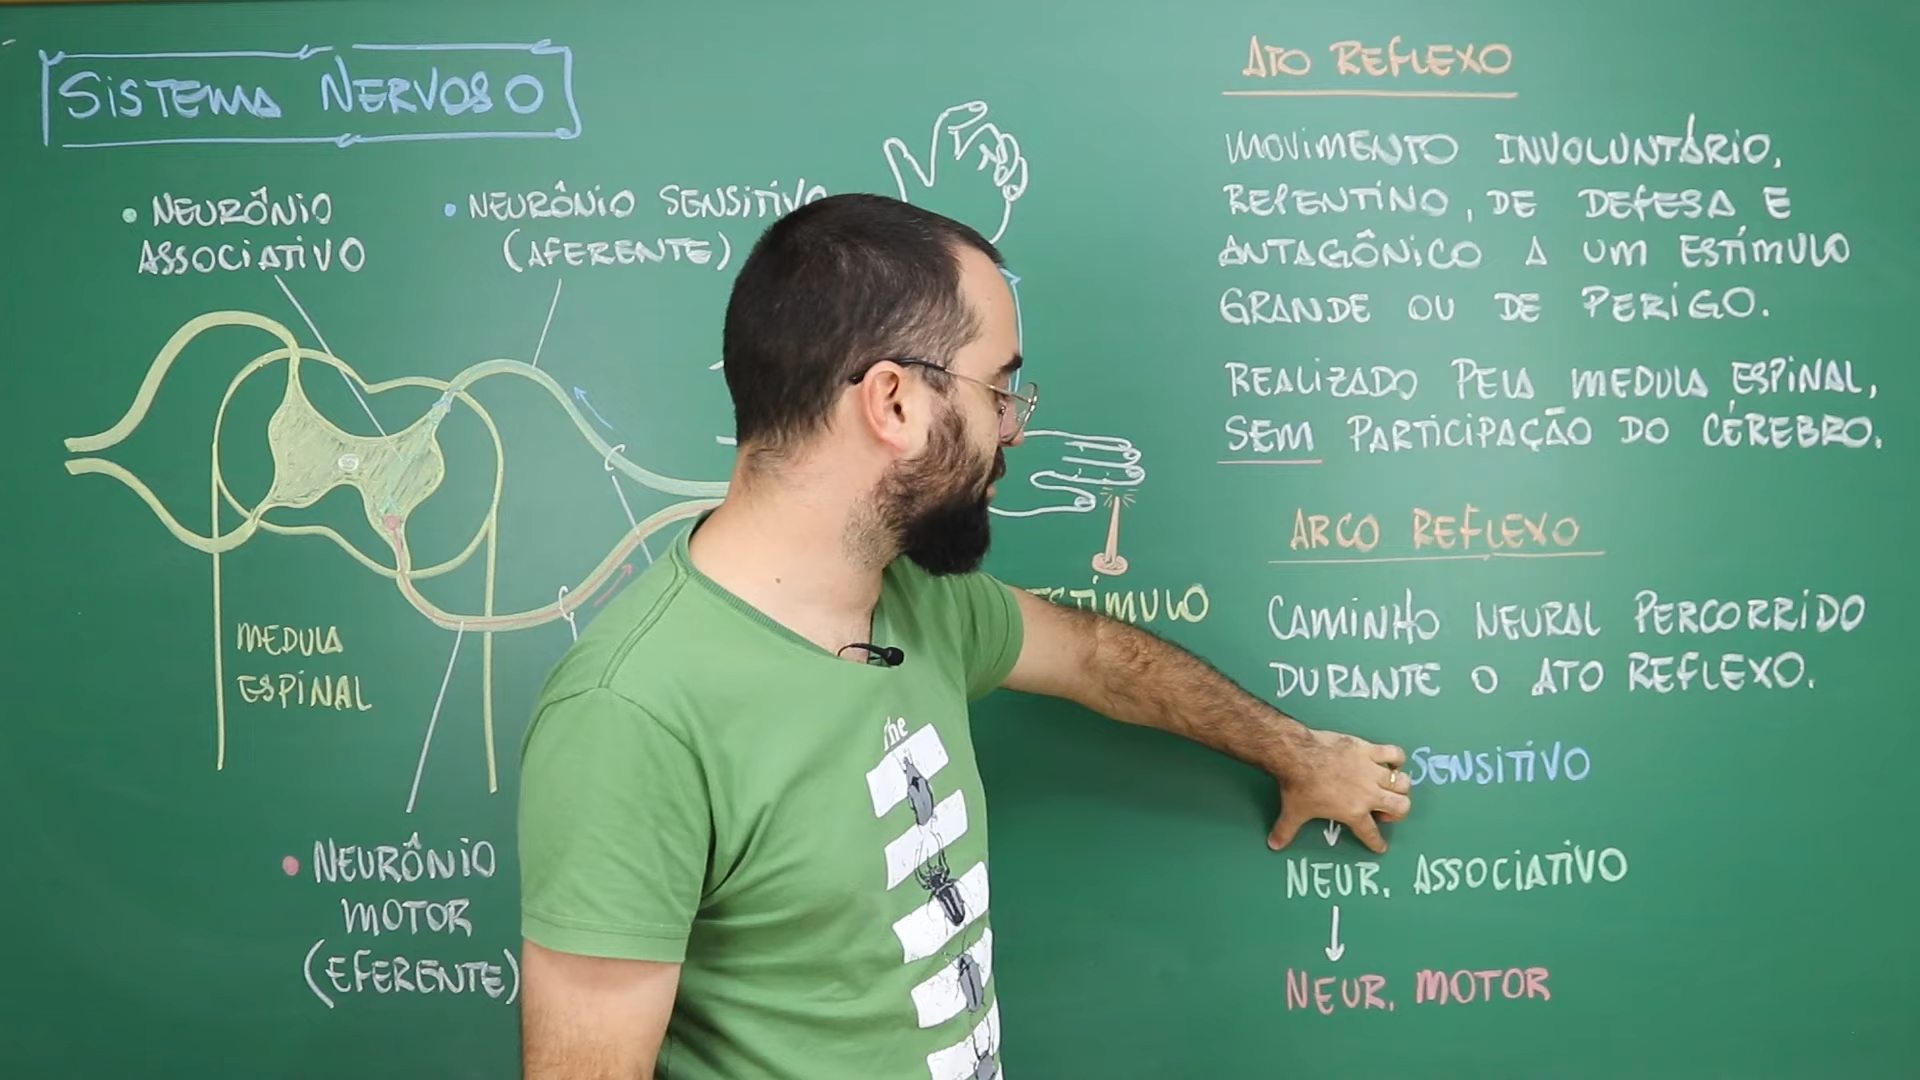 SISTEMA NERVOSO
• NEURÔNIO
ASSOCIATIVO
• NEURÔNIO SENSITIVO
(AFERENTE)
MEDULA
ESPINAL
• NEURÔNIO
MOTOR
(EFERENTE)
ESTÍMULO
The
ATO REFLEXO
MOVIMENTO INVOLUNTÁRIO,
REPENTINO, DE DEFESA E
ANTAGÔNICO A UM ESTÍMULO
GRANDE OU DE PERIGO.
REALIZADO PELA MEDULA ESPINAL,
SEM PARTICIPAÇÃO DO CÉREBRO.
ARCO REFLEXO
CAMINHO NEURAL PERCORRIDO
DURANTE O ATO REFLEXO.
SENSITIVO
↓
NEUR. ASSOCIATIVO
↓
NEUR. MOTOR